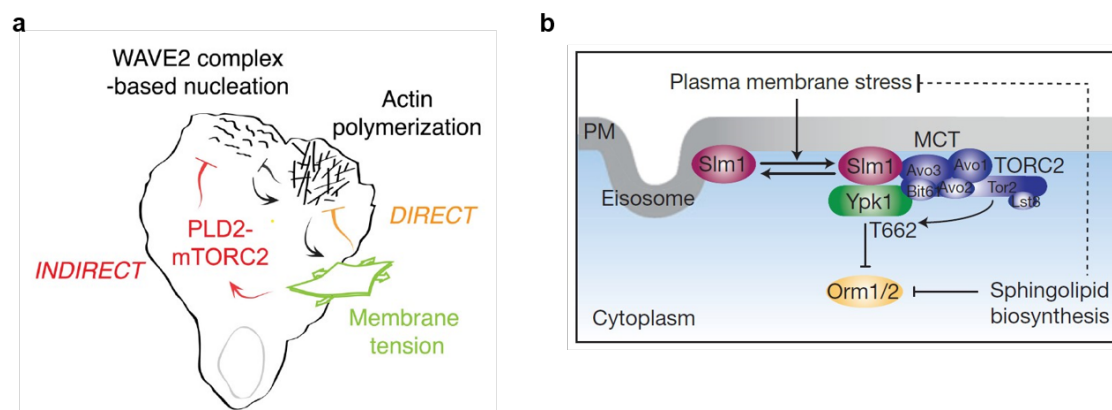 a
WAVE2 complex
-based nucleation
Actin
polymerization
DIRECT
PLD2-
mTORC2
INDIRECT
Membrane
tension
b
Plasma membrane stress
PM
MCT
Slm1
Slm1
Avo3
Avo1
TORC2
Eisosome
Bit61
Avo2
Tor2
Lst8
Ypk1
T662
Orm1/2
Sphingolipid
biosynthesis
Cytoplasm